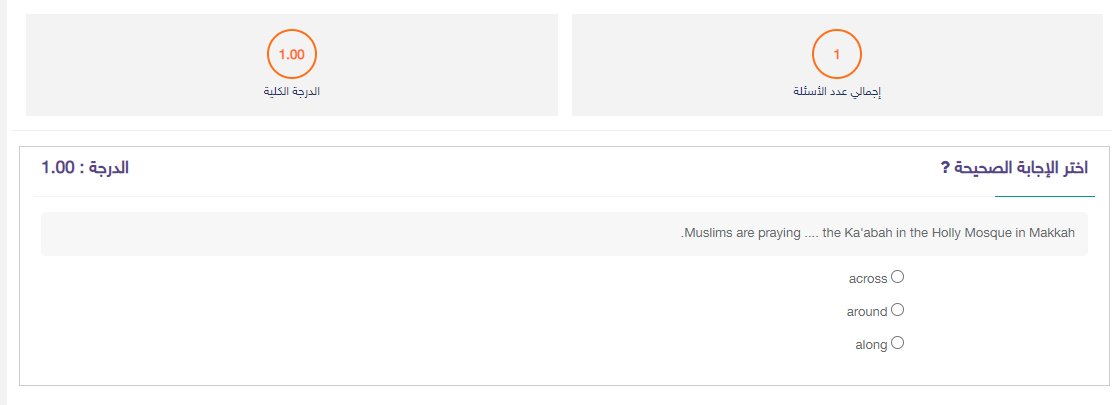 1
إجمالي عدد الأسئلة
1.00
الدرجة الكلية
اختر الإجابة الصحيحة ?
الدرجة : 1.00
Muslims are praying .... the Ka'abah in the Holly Mosque in Makkah.
across
around
along